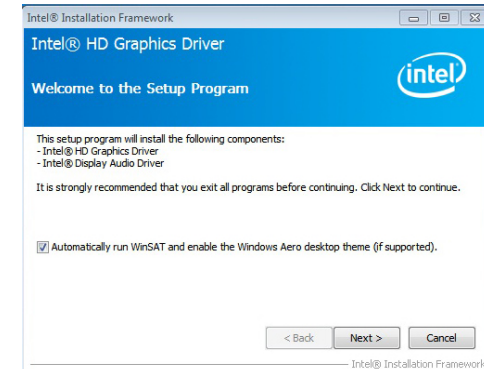 Intel® Installation Framework
Intel® HD Graphics Driver
intel
Welcome to the Setup Program
This setup program will install the following components:
- Intel® HD Graphics Driver
- Intel® Display Audio Driver
It is strongly recommended that you exit all programs before continuing. Click Next to continue.
Automatically run WinSAT and enable the Windows Aero desktop theme (if supported).
< Back Next > Cancel
Intel® Installation Framework